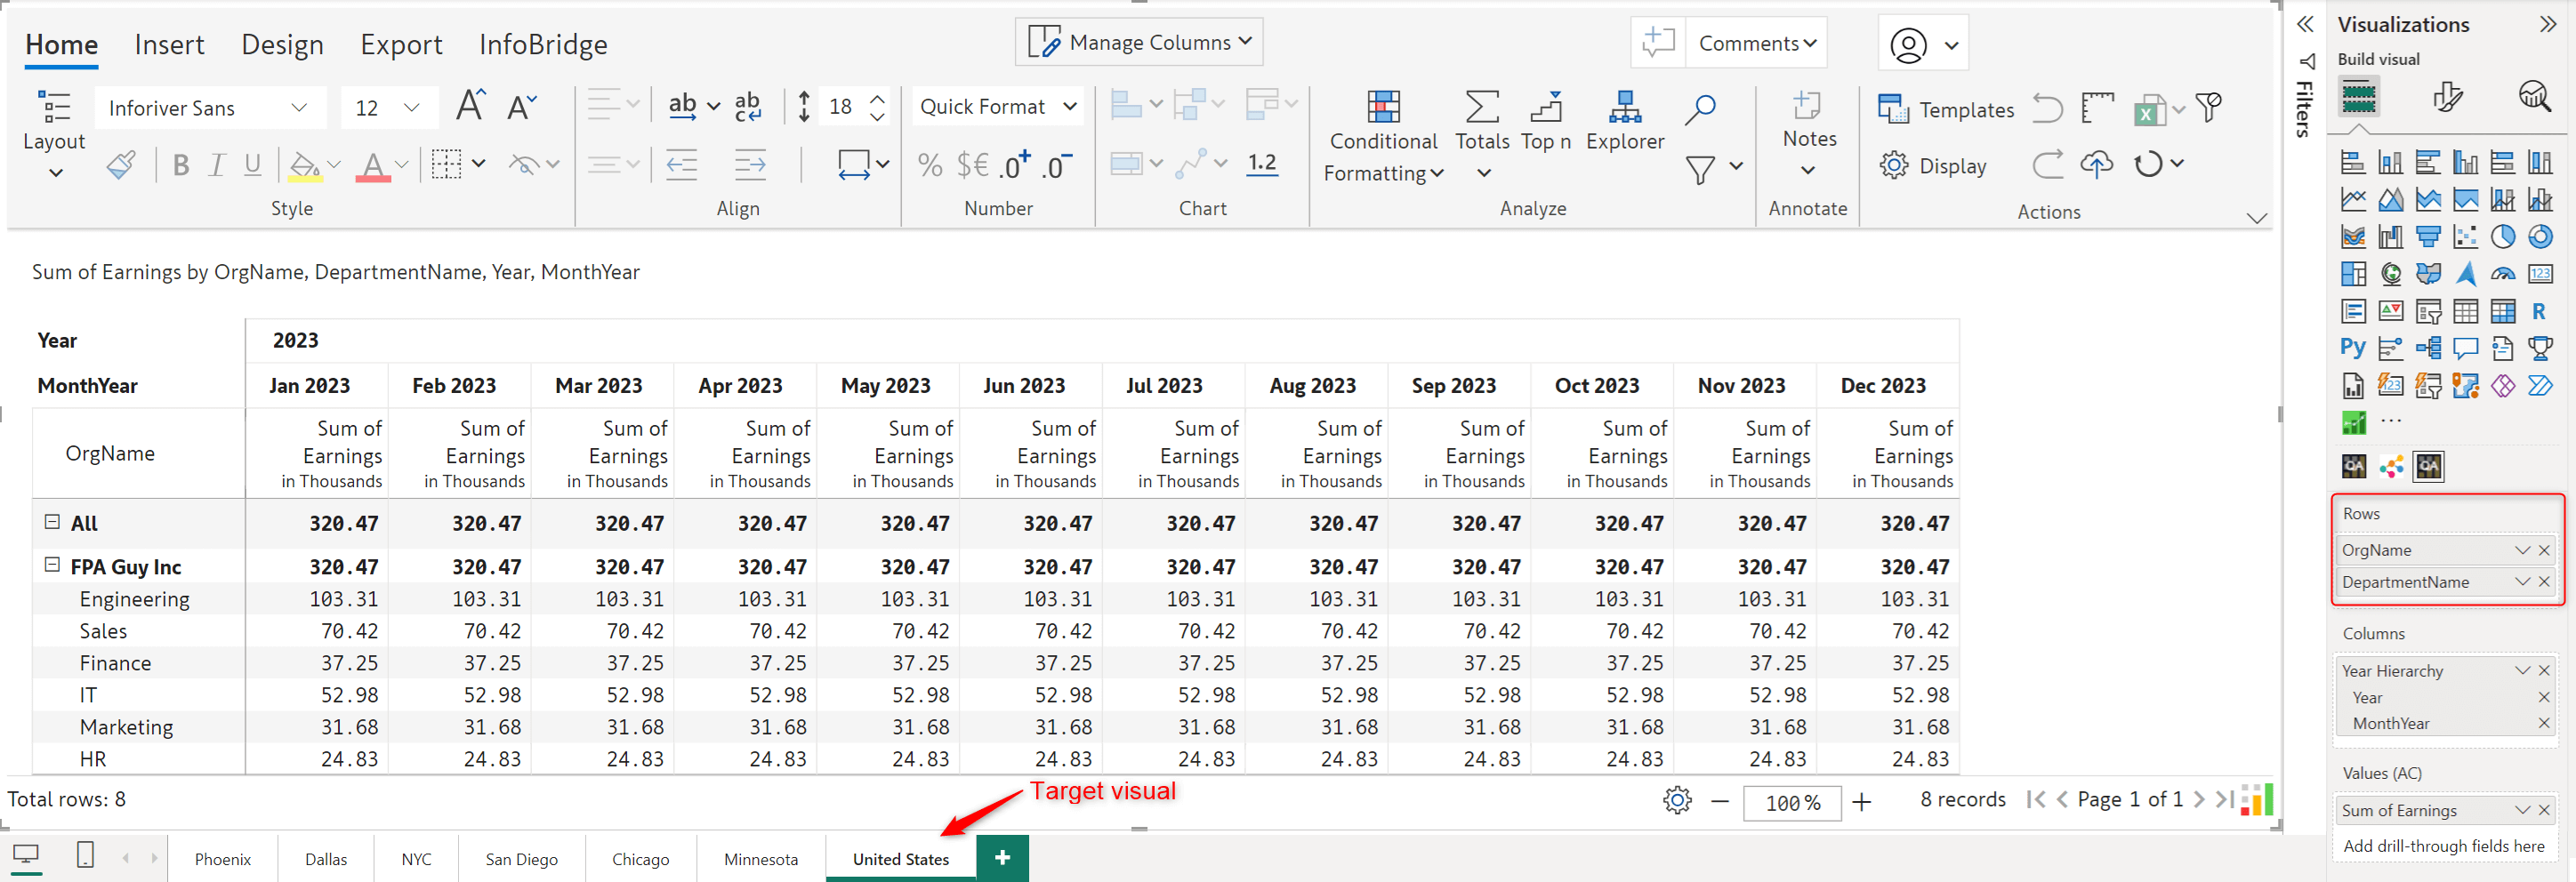 Home Insert Design Export InfoBridge Manage Columns Comments
Visualizations
Build visual
Filters
Inforiver Sans 12 A A ab ab c 18 Quick Format
Layout
B I U A % $€ .0 .0 1.2
Conditional Formatting Totals Top n Explorer
Notes
Templates
Display
Style Align Number Chart Analyze Annotate Actions
Sum of Earnings by OrgName, DepartmentName, Year, MonthYear
Year 2023
MonthYear Jan 2023 Feb 2023 Mar 2023 Apr 2023 May 2023 Jun 2023 Jul 2023 Aug 2023 Sep 2023 Oct 2023 Nov 2023 Dec 2023
OrgName
Sum of Sum of Sum of Sum of Sum of Sum of Sum of Sum of Sum of Sum of Sum of Sum of
Earnings Earnings Earnings Earnings Earnings Earnings Earnings Earnings Earnings Earnings Earnings Earnings
in Thousands in Thousands in Thousands in Thousands in Thousands in Thousands in Thousands in Thousands in Thousands in Thousands in Thousands in Thousands
All 320.47 320.47 320.47 320.47 320.47 320.47 320.47 320.47 320.47 320.47 320.47 320.47
FPA Guy Inc 320.47 320.47 320.47 320.47 320.47 320.47 320.47 320.47 320.47 320.47 320.47 320.47
Engineering 103.31 103.31 103.31 103.31 103.31 103.31 103.31 103.31 103.31 103.31 103.31 103.31
Sales 70.42 70.42 70.42 70.42 70.42 70.42 70.42 70.42 70.42 70.42 70.42 70.42
Finance 37.25 37.25 37.25 37.25 37.25 37.25 37.25 37.25 37.25 37.25 37.25 37.25
IT 52.98 52.98 52.98 52.98 52.98 52.98 52.98 52.98 52.98 52.98 52.98 52.98
Marketing 31.68 31.68 31.68 31.68 31.68 31.68 31.68 31.68 31.68 31.68 31.68 31.68
HR 24.83 24.83 24.83 24.83 24.83 24.83 24.83 24.83 24.83 24.83 24.83 24.83
Target visual
Total rows: 8 100 % 8 records Page 1 of 1
Phoenix Dallas NYC San Diego Chicago Minnesota United States +
123
R
Py
123
QA QA
Rows
OrgName
DepartmentName
Columns
Year Hierarchy
Year
MonthYear
Values (AC)
Sum of Earnings
Add drill-through fields here